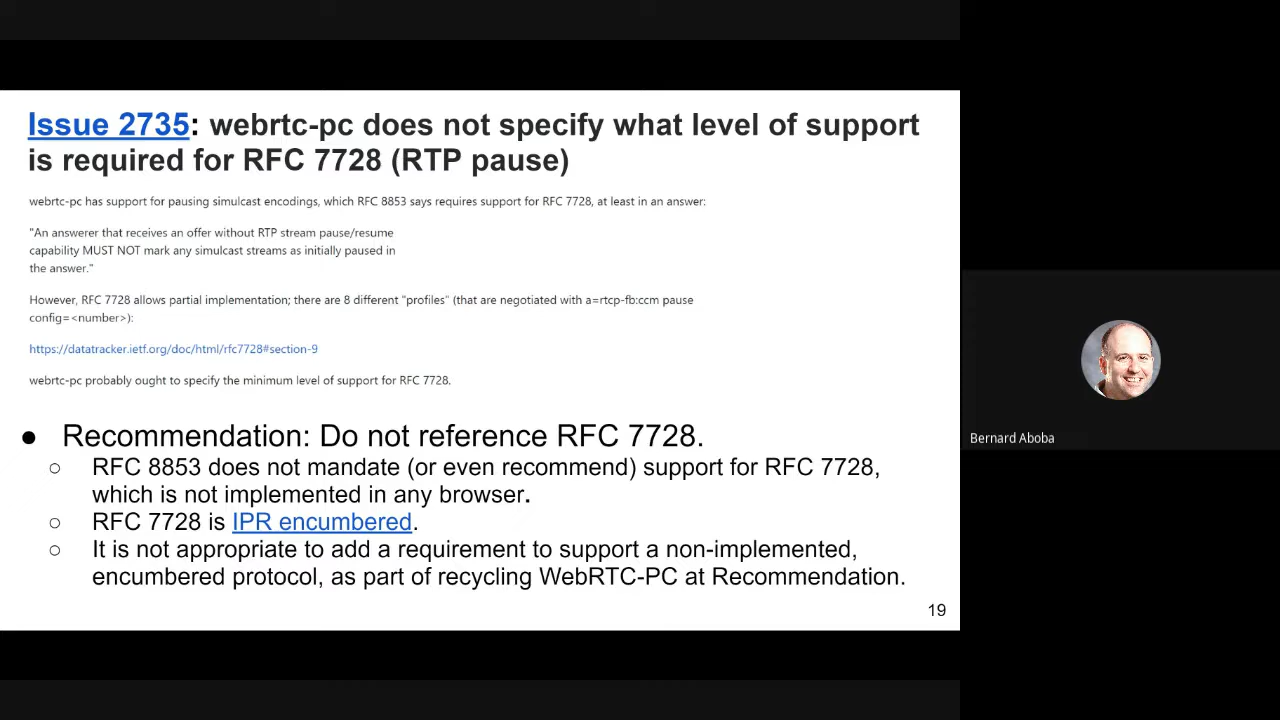 Issue 2735: webrtc-pc does not specify what level of support
is required for RFC 7728 (RTP pause)
webrtc-pc has support for pausing simulcast encodings, which RFC 8853 says requires support for RFC 7728, at least in an answer:
"An answerer that receives an offer without RTP stream pause/resume
capability MUST NOT mark any simulcast streams as initially paused in
the answer."
However, RFC 7728 allows partial implementation; there are 8 different "profiles" (that are negotiated with a=rtcp-fb:ccm pause
config=<number>):
https://datatracker.ietf.org/doc/html/rfc7728#section-9
webrtc-pc probably ought to specify the minimum level of support for RFC 7728.
● Recommendation: Do not reference RFC 7728.
○ RFC 8853 does not mandate (or even recommend) support for RFC 7728,
which is not implemented in any browser.
○ RFC 7728 is IPR encumbered.
○ It is not appropriate to add a requirement to support a non-implemented,
encumbered protocol, as part of recycling WebRTC-PC at Recommendation.
19
Bernard Aboba